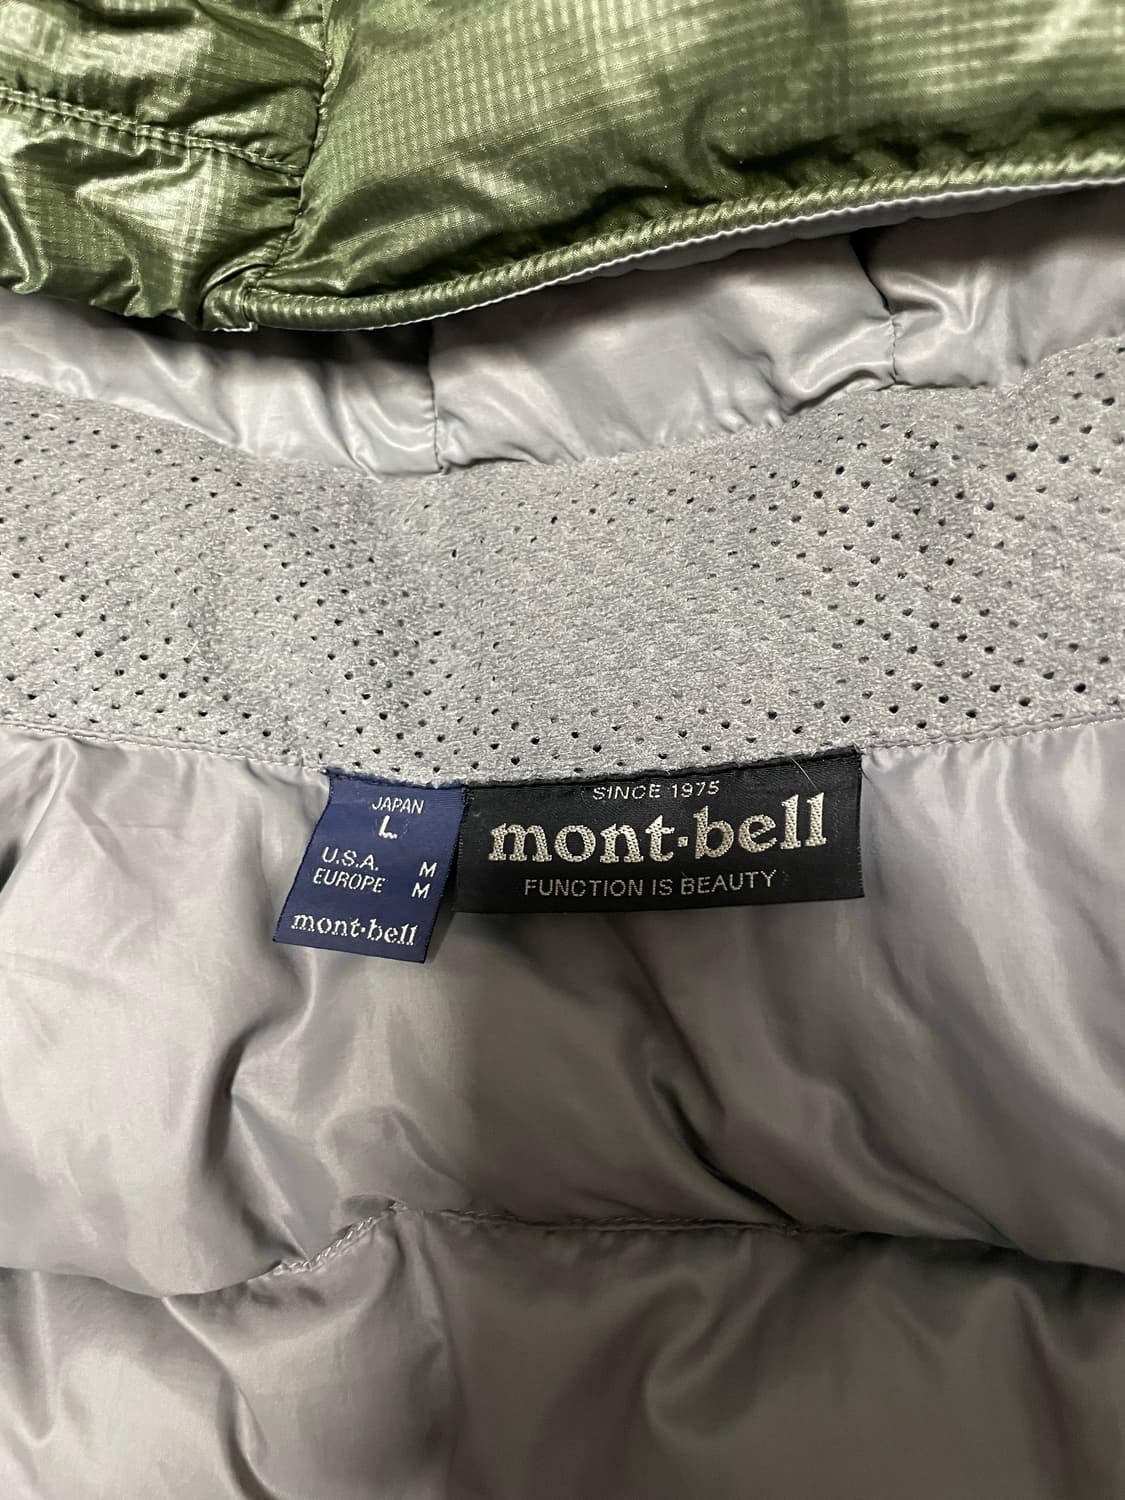 JAPAN
L
U.S.A. M
EUROPE M
mont·bell
SINCE 1975
mont·bell
FUNCTION IS BEAUTY